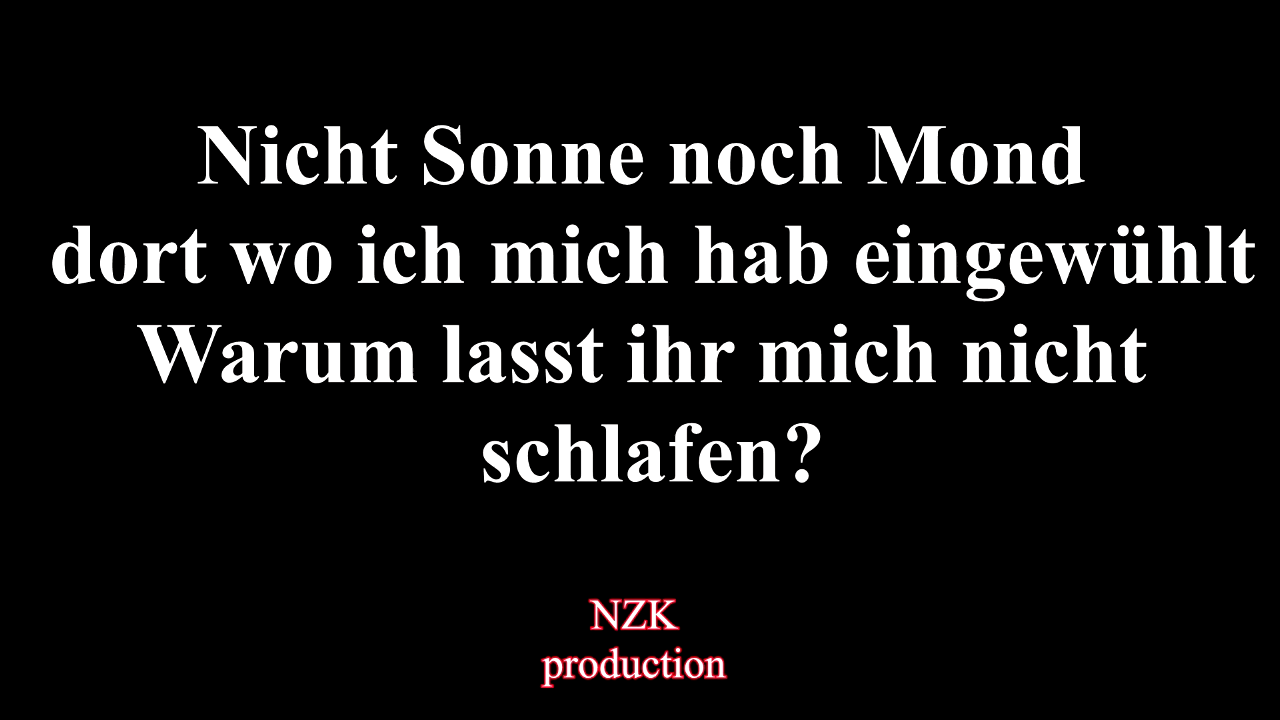 Nicht Sonne noch Mond
dort wo ich mich hab eingewühlt
Warum lasst ihr mich nicht
schlafen?
NZK
production